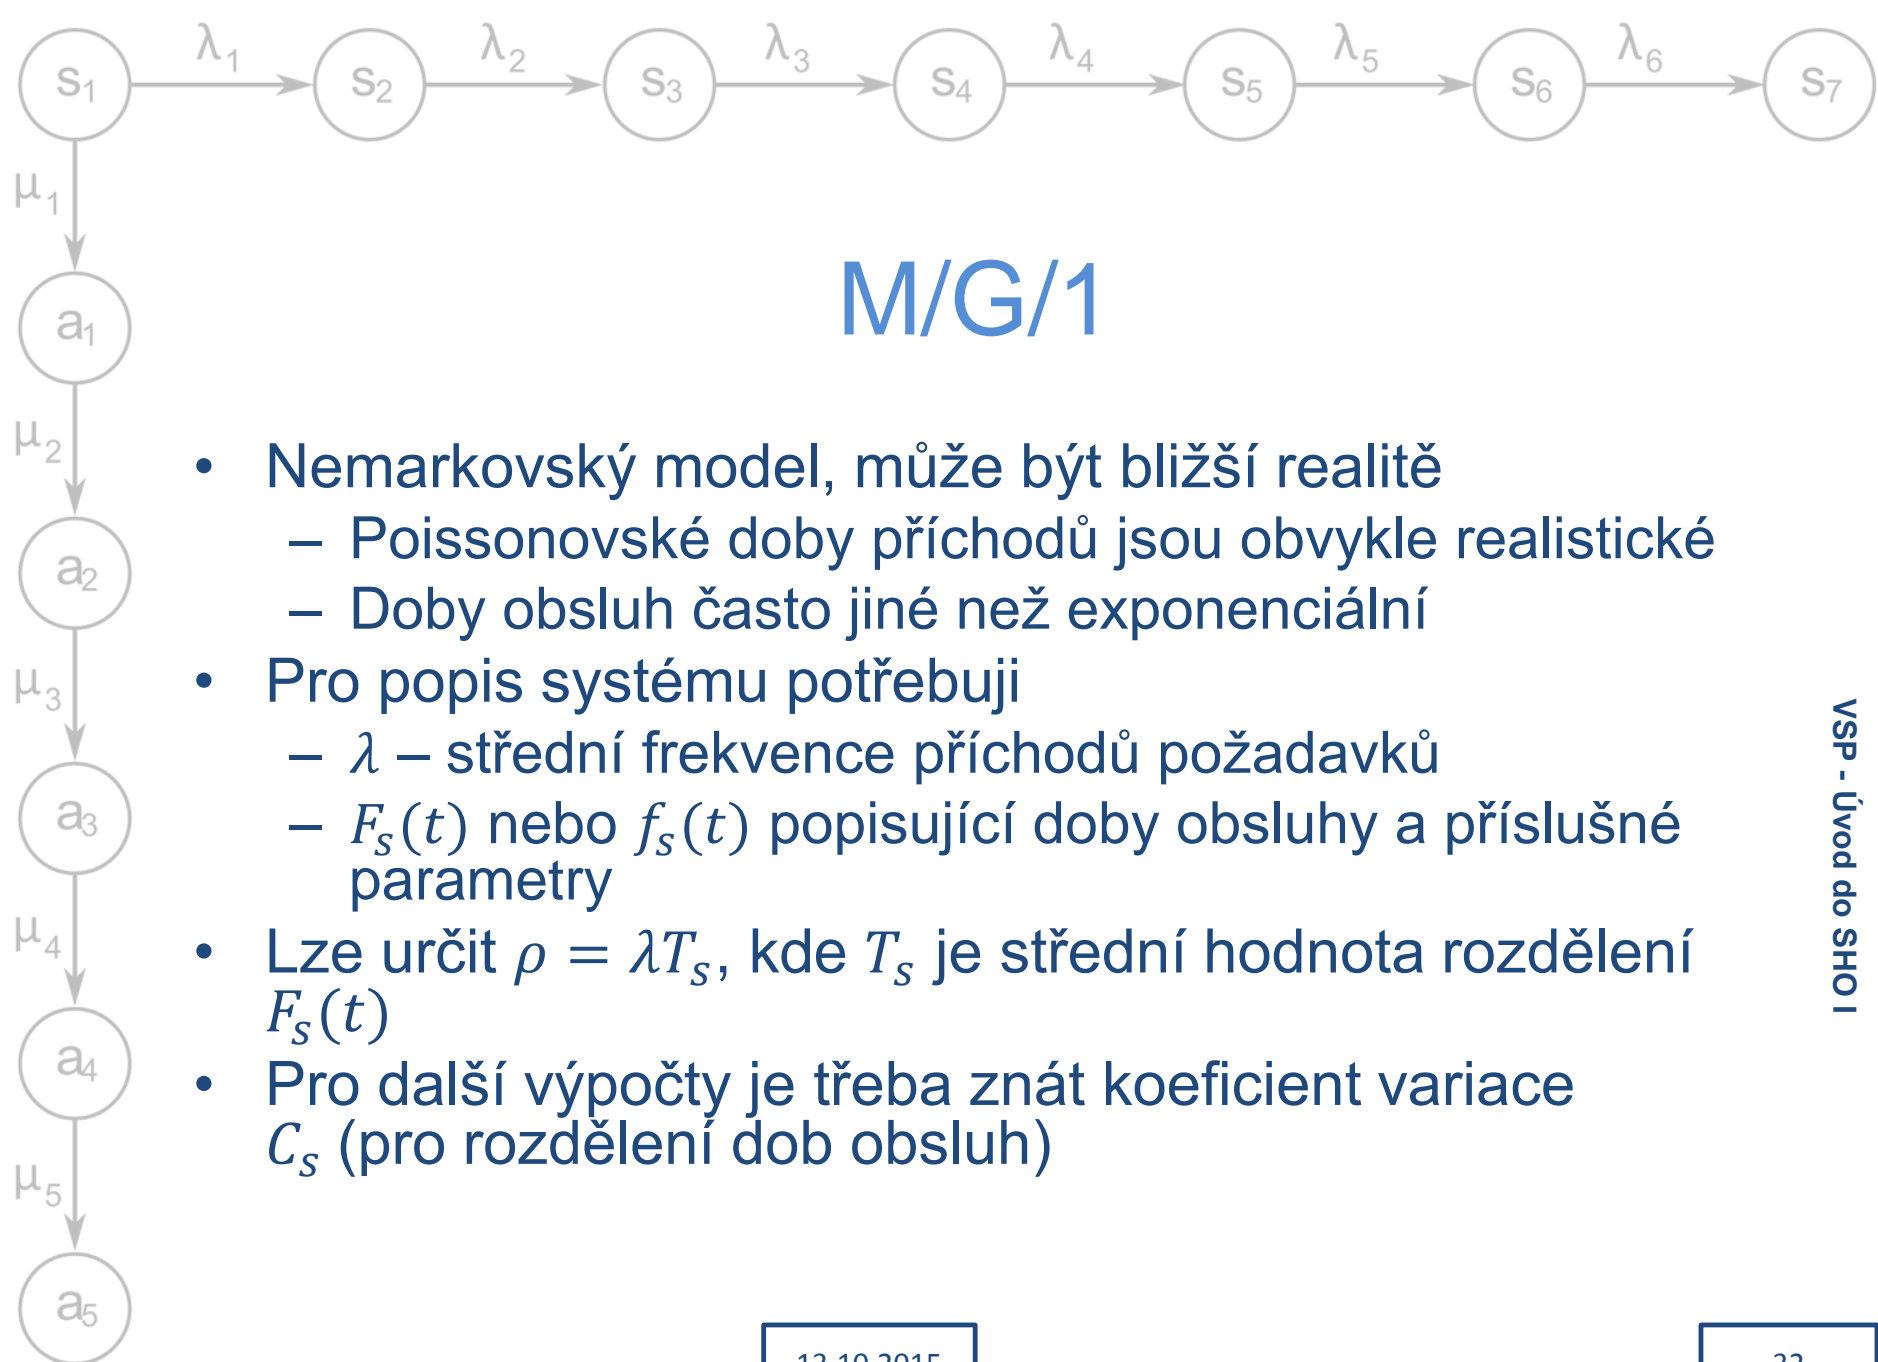 s₁ λ₁ s₂ λ₂ s₃ λ₃ s₄ λ₄ s₅ λ₅ s₆ λ₆ s₇
μ₁
a₁
μ₂
a₂
μ₃
a₃
μ₄
a₄
μ₅
a₅
M/G/1
• Nemarkovský model, může být bližší realitě
– Poissonovské doby příchodů jsou obvykle realistické
– Doby obsluh často jiné než exponenciální
• Pro popis systému potřebuji
– λ – střední frekvence příchodů požadavků
– Fₛ(t) nebo fₛ(t) popisující doby obsluhy a příslušné
parametry
• Lze určit ρ = λTₛ, kde Tₛ je střední hodnota rozdělení
Fₛ(t)
• Pro další výpočty je třeba znát koeficient variace
Cₛ (pro rozdělení dob obsluh)
VSP - Úvod do SHO I
13.10.2015
32